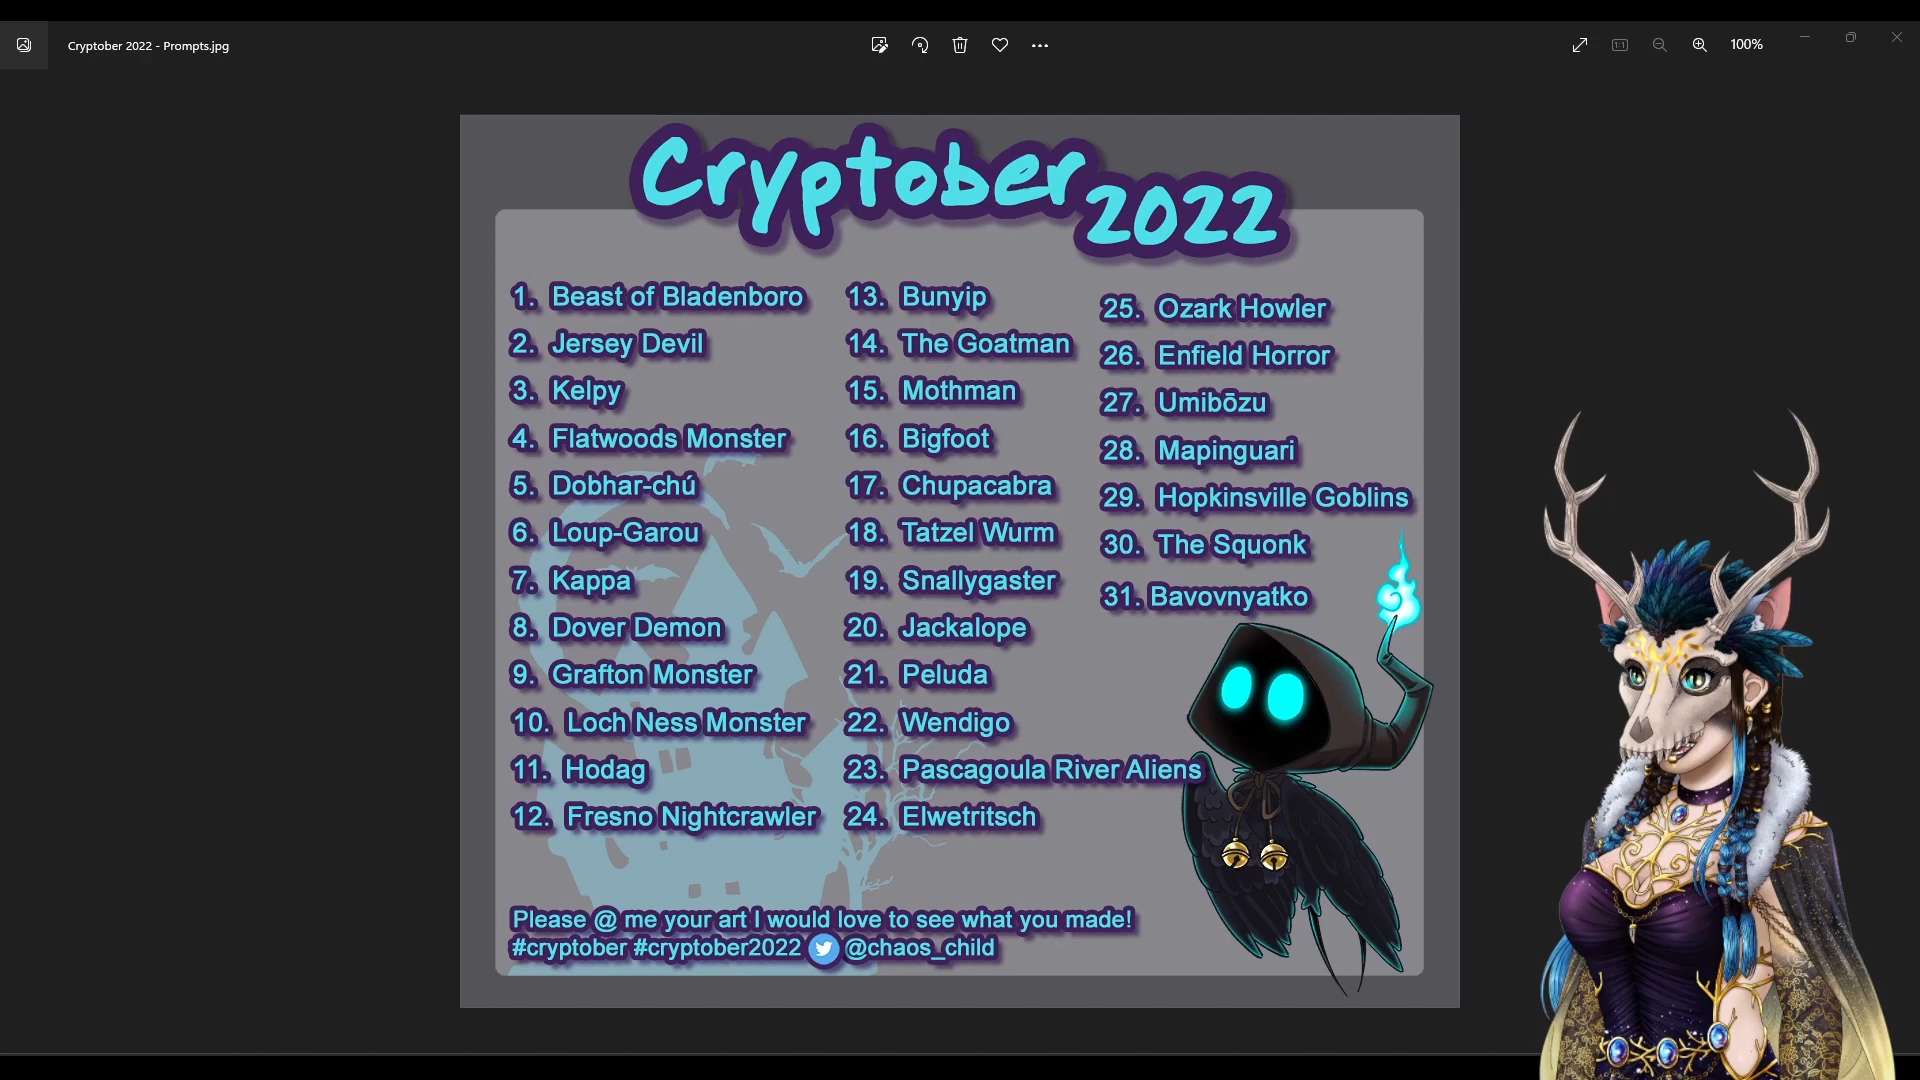 Cryptober 2022 - Prompts.jpg
100%
Cryptober 2022
1. Beast of Bladenboro
2. Jersey Devil
3. Kelpy
4. Flatwoods Monster
5. Dobhar-chú
6. Loup-Garou
7. Kappa
8. Dover Demon
9. Grafton Monster
10. Loch Ness Monster
11. Hodag
12. Fresno Nightcrawler
13. Bunyip
14. The Goatman
15. Mothman
16. Bigfoot
17. Chupacabra
18. Tatzel Wurm
19. Snallygaster
20. Jackalope
21. Peluda
22. Wendigo
23. Pascagoula River Aliens
24. Elwetritsch
25. Ozark Howler
26. Enfield Horror
27. Umibōzu
28. Mapinguari
29. Hopkinsville Goblins
30. The Squonk
31. Bavovnyatko
Please @ me your art I would love to see what you made!
#cryptober #cryptober2022 @chaos_child